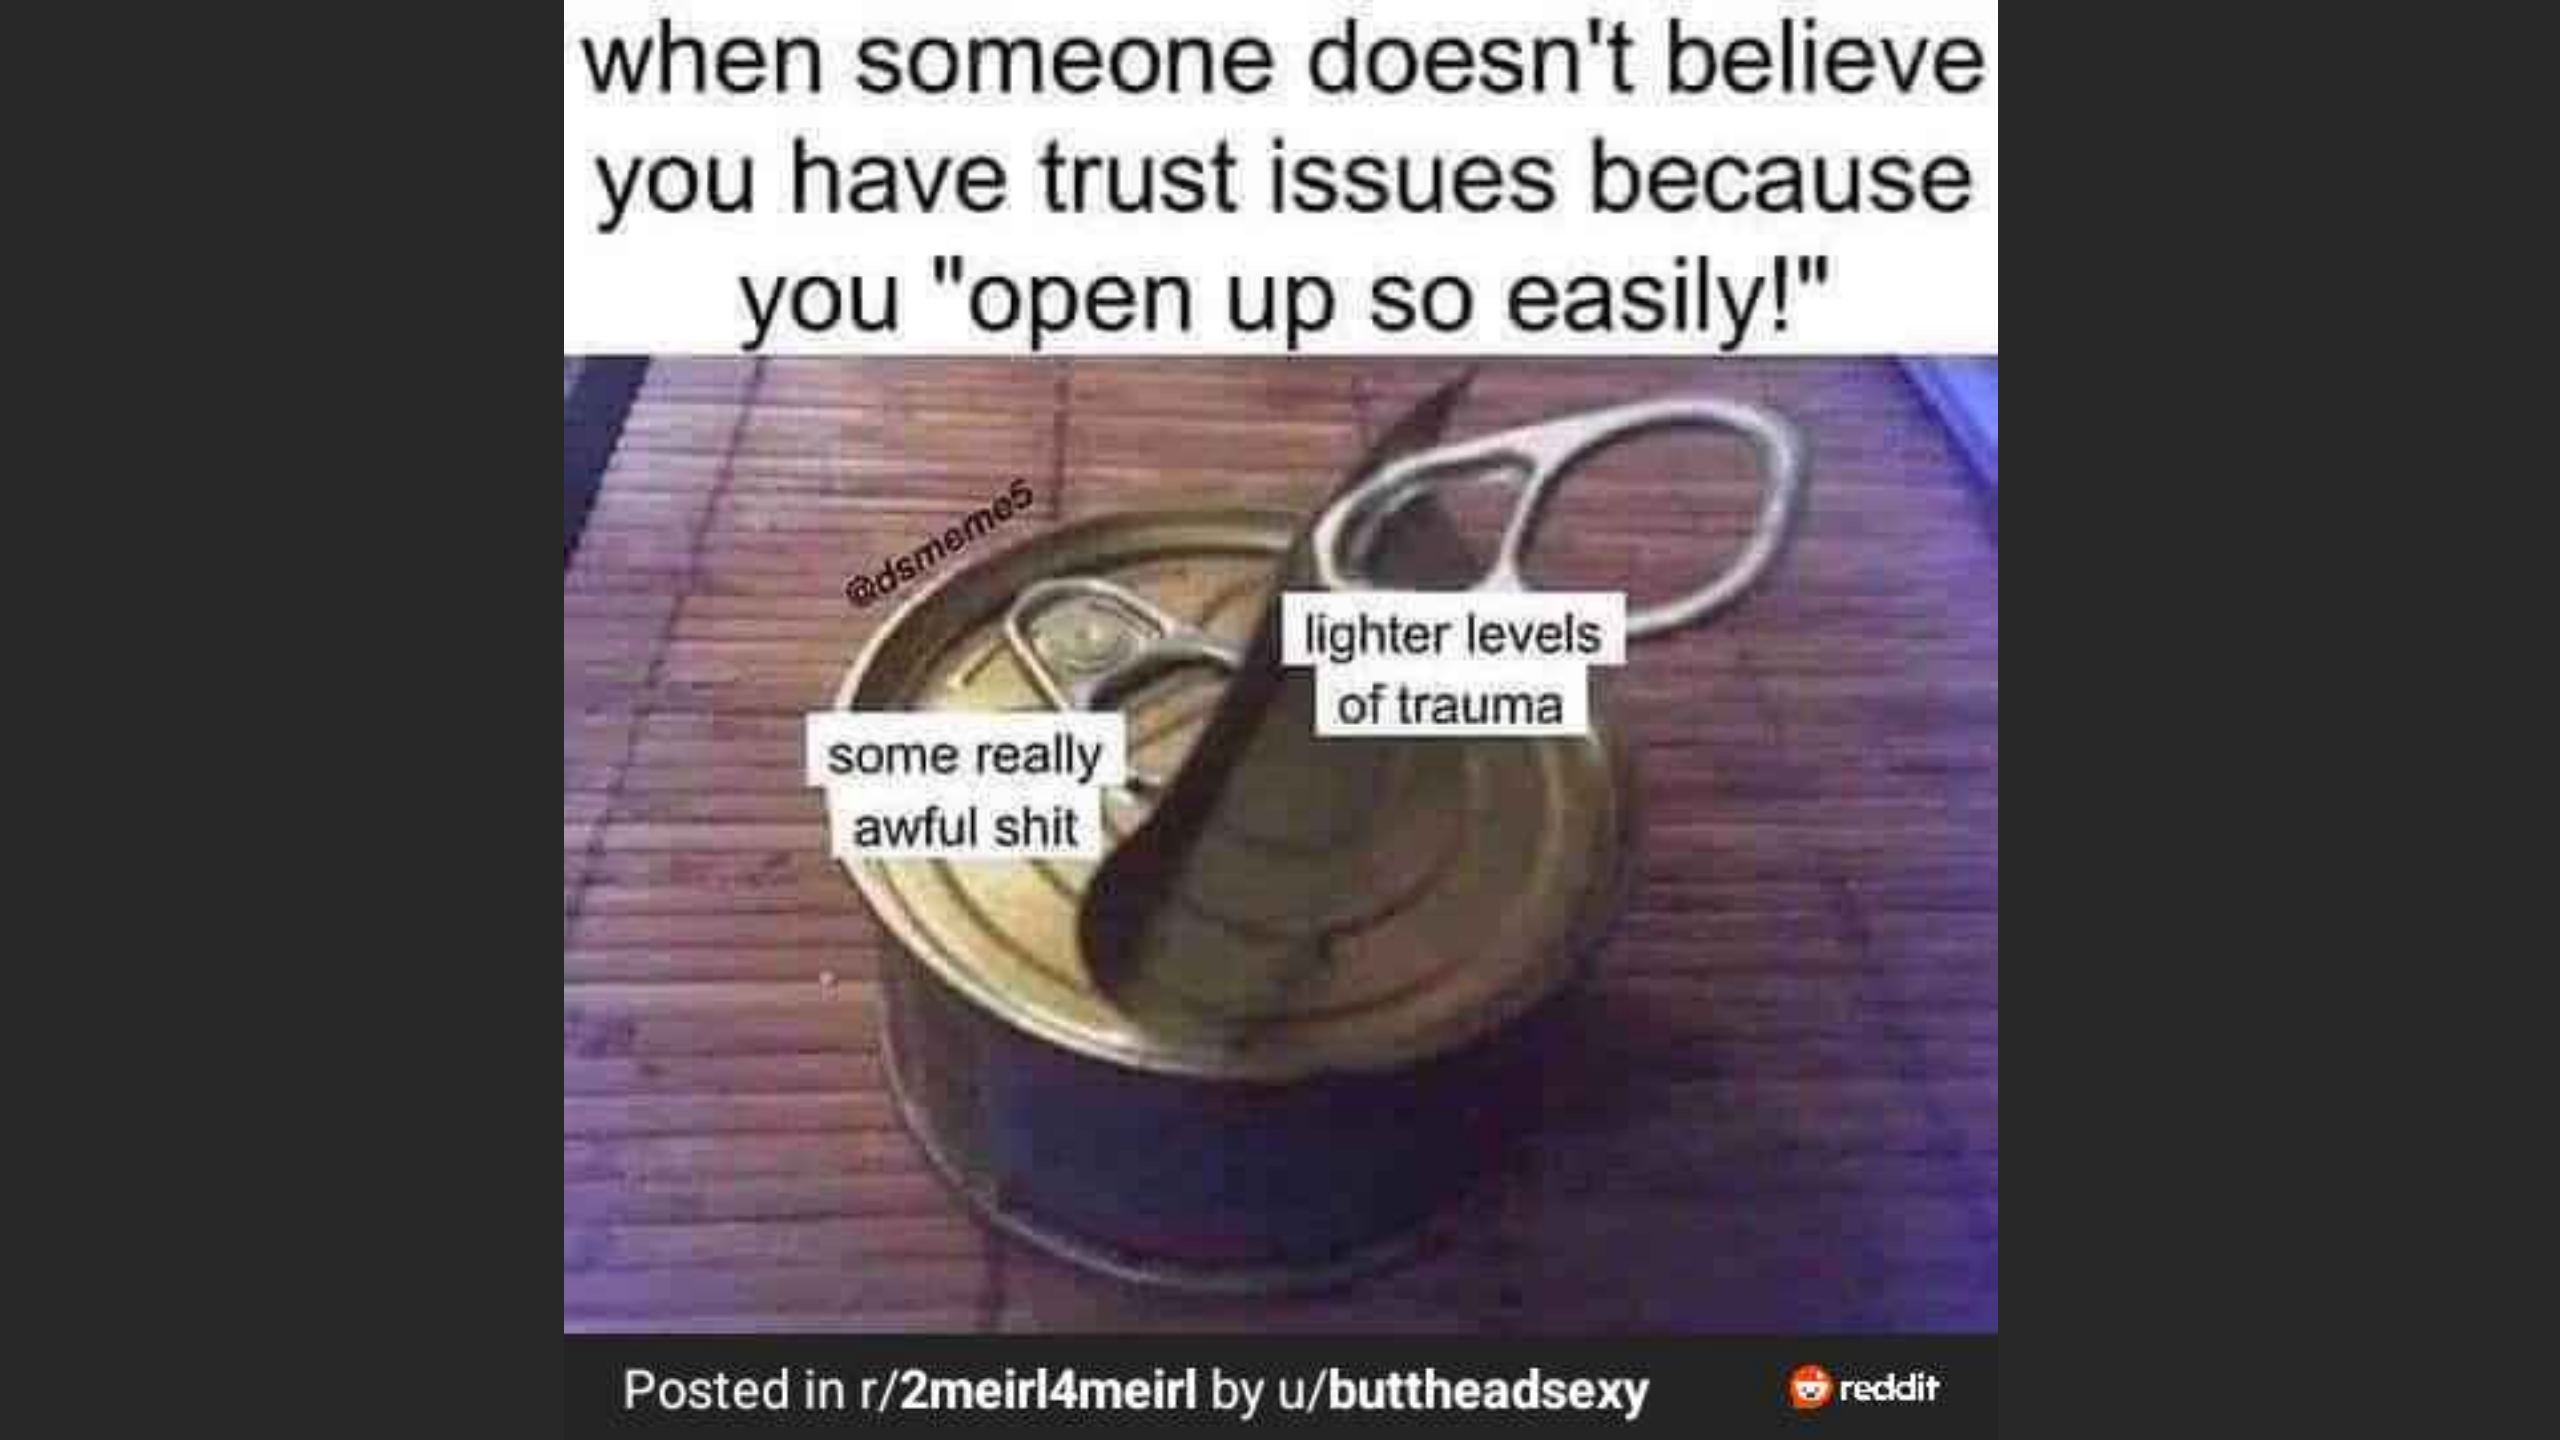 when someone doesn't believe
you have trust issues because
you "open up so easily!"
@dsmeme5
lighter levels
of trauma
some really
awful shit
Posted in r/2meirl4meirl by u/buttheadsexy
reddit